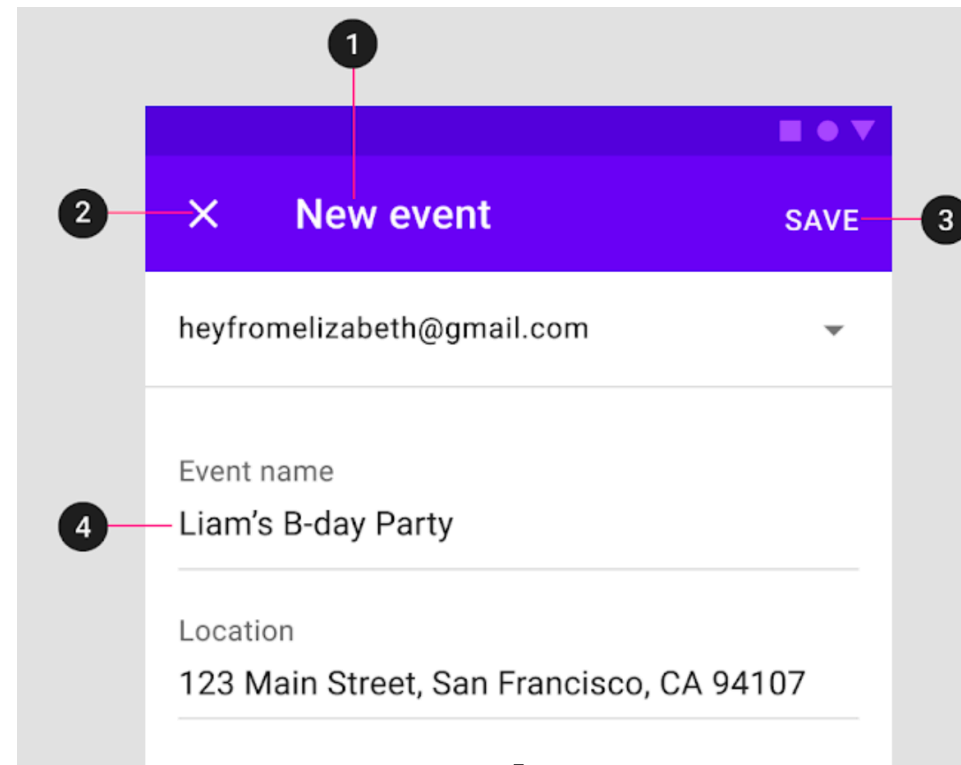 1
2
New event
SAVE
3
heyfromelizabeth@gmail.com
Event name
4
Liam’s B-day Party
Location
123 Main Street, San Francisco, CA 94107